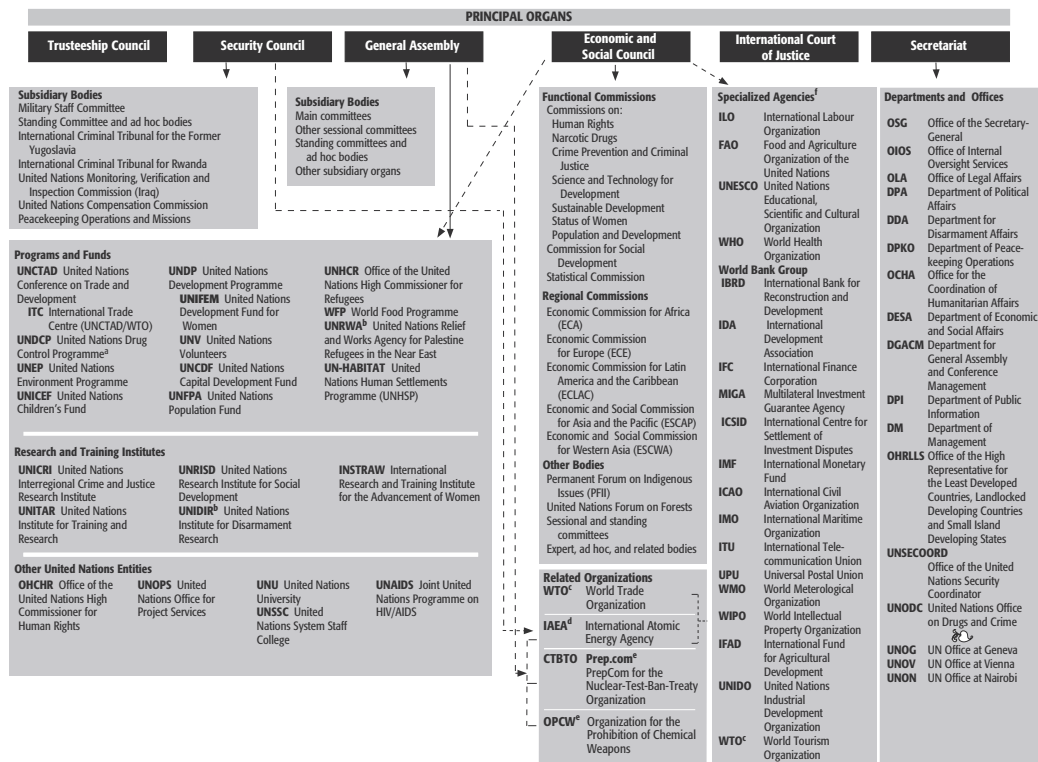 PRINCIPAL ORGANS
Trusteeship Council
Security Council
General Assembly
Economic and
Social Council
International Court
of Justice
Secretariat
Subsidiary Bodies
Military Staff Committee
Standing Committee and ad hoc bodies
International Criminal Tribunal for the Former
Yugoslavia
International Criminal Tribunal for Rwanda
United Nations Monitoring, Verification and
Inspection Commission (Iraq)
United Nations Compensation Commission
Peacekeeping Operations and Missions
Subsidiary Bodies
Main committees
Other sessional committees
Standing committees and
ad hoc bodies
Other subsidiary organs
Programs and Funds
UNCTAD United Nations
Conference on Trade and
Development
ITC International Trade
Centre (UNCTAD/WTO)
UNDCP United Nations Drug
Control Programmeᵃ
UNEP United Nations
Environment Programme
UNICEF United Nations
Children's Fund
UNDP United Nations
Development Programme
UNIFEM United Nations
Development Fund for
Women
UNV United Nations
Volunteers
UNCDF United Nations
Capital Development Fund
UNFPA United Nations
Population Fund
UNHCR Office of the United
Nations High Commissioner for
Refugees
WFP World Food Programme
UNRWAᵇ United Nations Relief
and Works Agency for Palestine
Refugees in the Near East
UN-HABITAT United
Nations Human Settlements
Programme (UNHSP)
Research and Training Institutes
UNICRI United Nations
Interregional Crime and Justice
Research Institute
UNITAR United Nations
Institute for Training and
Research
UNRISD United Nations
Research Institute for Social
Development
UNIDIRᵇ United Nations
Institute for Disarmament
Research
INSTRAW International
Research and Training Institute
for the Advancement of Women
Other United Nations Entities
OHCHR Office of the
United Nations High
Commissioner for
Human Rights
UNOPS United
Nations Office for
Project Services
UNU United Nations
University
UNSSC United
Nations System Staff
College
UNAIDS Joint United
Nations Programme on
HIV/AIDS
Functional Commissions
Commissions on:
Human Rights
Narcotic Drugs
Crime Prevention and Criminal
Justice
Science and Technology for
Development
Sustainable Development
Status of Women
Population and Development
Commission for Social
Development
Statistical Commission
Regional Commissions
Economic Commission for Africa
(ECA)
Economic Commission
for Europe (ECE)
Economic Commission for Latin
America and the Caribbean
(ECLAC)
Economic and Social Commission
for Asia and the Pacific (ESCAP)
Economic and Social Commission
for Western Asia (ESCWA)
Other Bodies
Permanent Forum on Indigenous
Issues (PFII)
United Nations Forum on Forests
Sessional and standing
committees
Expert, ad hoc, and related bodies
Related Organizations
WTOᶜ World Trade
Organization
IAEAᵈ International Atomic
Energy Agency
CTBTO Prep.comᵉ
PrepCom for the
Nuclear-Test-Ban-Treaty
Organization
OPCWᵉ Organization for the
Prohibition of Chemical
Weapons
Specialized Agenciesᶠ
ILO International Labour
Organization
FAO Food and Agriculture
Organization of the
United Nations
UNESCO United Nations
Educational,
Scientific and Cultural
Organization
WHO World Health
Organization
World Bank Group
IBRD International Bank for
Reconstruction and
Development
IDA International
Development
Association
IFC International Finance
Corporation
MIGA Multilateral Investment
Guarantee Agency
ICSID International Centre for
Settlement of
Investment Disputes
IMF International Monetary
Fund
ICAO International Civil
Aviation Organization
IMO International Maritime
Organization
ITU International Tele-
communication Union
UPU Universal Postal Union
WMO World Meterological
Organization
WIPO World Intellectual
Property Organization
IFAD International Fund
for Agricultural
Development
UNIDO United Nations
Industrial
Development
Organization
WTOᶜ World Tourism
Organization
Departments and Offices
OSG Office of the Secretary-
General
OIOS Office of Internal
Oversight Services
OLA Office of Legal Affairs
DPA Department of Political
Affairs
DDA Department for
Disarmament Affairs
DPKO Department of Peace-
keeping Operations
OCHA Office for the
Coordination of
Humanitarian Affairs
DESA Department of Economic
and Social Affairs
DGACM Department for
General Assembly
and Conference
Management
DPI Department of Public
Information
DM Department of
Management
OHRLLS Office of the High
Representative for
the Least Developed
Countries, Landlocked
Developing Countries
and Small Island
Developing States
UNSECOORD
Office of the United
Nations Security
Coordinator
UNODC United Nations Office
on Drugs and Crime
UNOG UN Office at Geneva
UNOV UN Office at Vienna
UNON UN Office at Nairobi